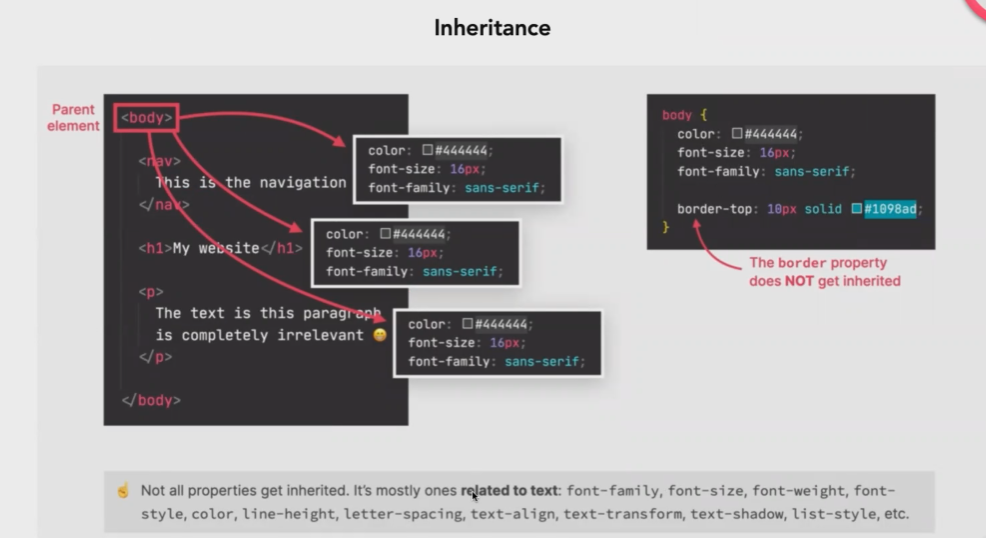 Inheritance
Parent
element
<body>
<nav>
This is the navigation
</nav>
<h1>My website</h1>
<p>
The text is this paragraph
is completely irrelevant 😁
</p>
</body>
color: #444444;
font-size: 16px;
font-family: sans-serif;
color: #444444;
font-size: 16px;
font-family: sans-serif;
color: #444444;
font-size: 16px;
font-family: sans-serif;
body {
color: #444444;
font-size: 16px;
font-family: sans-serif;
border-top: 10px solid #1098ad;
}
The border property
does NOT get inherited
☝️ Not all properties get inherited. It's mostly ones related to text: font-family, font-size, font-weight, font-
style, color, line-height, letter-spacing, text-align, text-transform, text-shadow, list-style, etc.